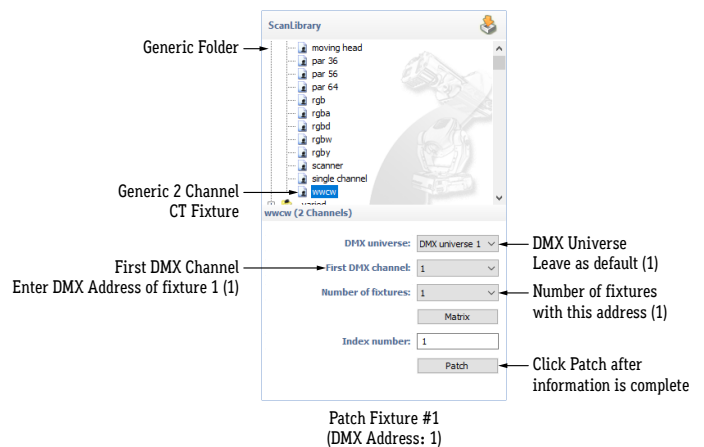 ScanLibrary
Generic Folder
moving head
par 36
par 56
par 64
rgb
rgba
rgbd
rgbw
rgby
scanner
single channel
Generic 2 Channel
CT Fixture
wwcw
varied
wwcw (2 Channels)
DMX universe: DMX universe 1
DMX Universe
Leave as default (1)
First DMX Channel
Enter DMX Address of fixture 1 (1)
First DMX channel: 1
Number of fixtures: 1
Number of fixtures
with this address (1)
Matrix
Index number: 1
Patch
Click Patch after
information is complete
Patch Fixture #1
(DMX Address: 1)